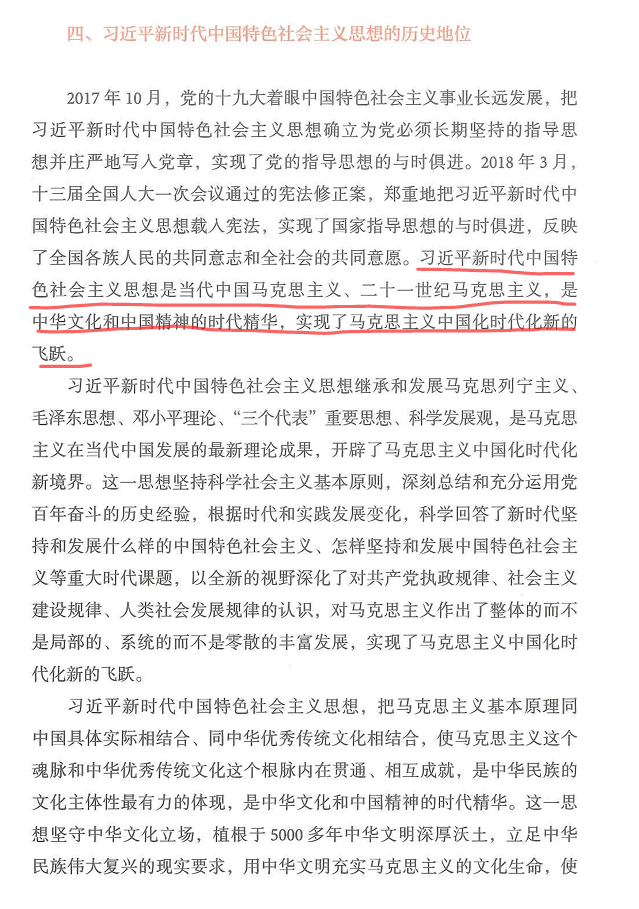 四、习近平新时代中国特色社会主义思想的历史地位
2017 年 10 月，党的十九大着眼中国特色社会主义事业长远发展，把
习近平新时代中国特色社会主义思想确立为党必须长期坚持的指导思
想并庄严地写入党章，实现了党的指导思想的与时俱进。2018 年 3 月，
十三届全国人大一次会议通过的宪法修正案，郑重地把习近平新时代中
国特色社会主义思想载入宪法，实现了国家指导思想的与时俱进，反映
了全国各族人民的共同意志和全社会的共同意愿。习近平新时代中国特
色社会主义思想是当代中国马克思主义、二十一世纪马克思主义，是
中华文化和中国精神的时代精华，实现了马克思主义中国化时代化新的
飞跃。
习近平新时代中国特色社会主义思想继承和发展马克思列宁主义、
毛泽东思想、邓小平理论、“三个代表”重要思想、科学发展观，是马克思
主义在当代中国发展的最新理论成果，开辟了马克思主义中国化时代化
新境界。这一思想坚持科学社会主义基本原则，深刻总结和充分运用党
百年奋斗的历史经验，根据时代和实践发展变化，科学回答了新时代坚
持和发展什么样的中国特色社会主义、怎样坚持和发展中国特色社会主
义等重大时代课题，以全新的视野深化了对共产党执政规律、社会主义
建设规律、人类社会发展规律的认识，对马克思主义作出了整体的而不
是局部的、系统的而不是零散的丰富发展，实现了马克思主义中国化时
代化新的飞跃。
习近平新时代中国特色社会主义思想，把马克思主义基本原理同
中国具体实际相结合、同中华优秀传统文化相结合，使马克思主义这个
魂脉和中华优秀传统文化这个根脉内在贯通、相互成就，是中华民族的
文化主体性最有力的体现，是中华文化和中国精神的时代精华。这一思
想坚守中华文化立场，植根于 5000 多年中华文明深厚沃土，立足中华
民族伟大复兴的现实要求，用中华文明充实马克思主义的文化生命，使